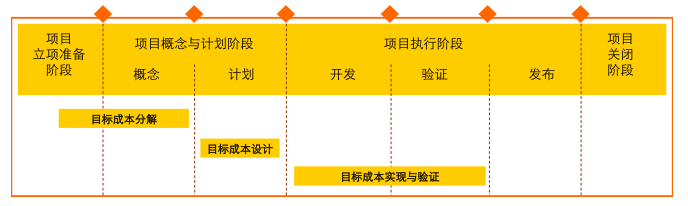 项目
立项准备
阶段
项目概念与计划阶段
概念
计划
项目执行阶段
开发
验证
发布
项目
关闭
阶段
目标成本分解
目标成本设计
目标成本实现与验证